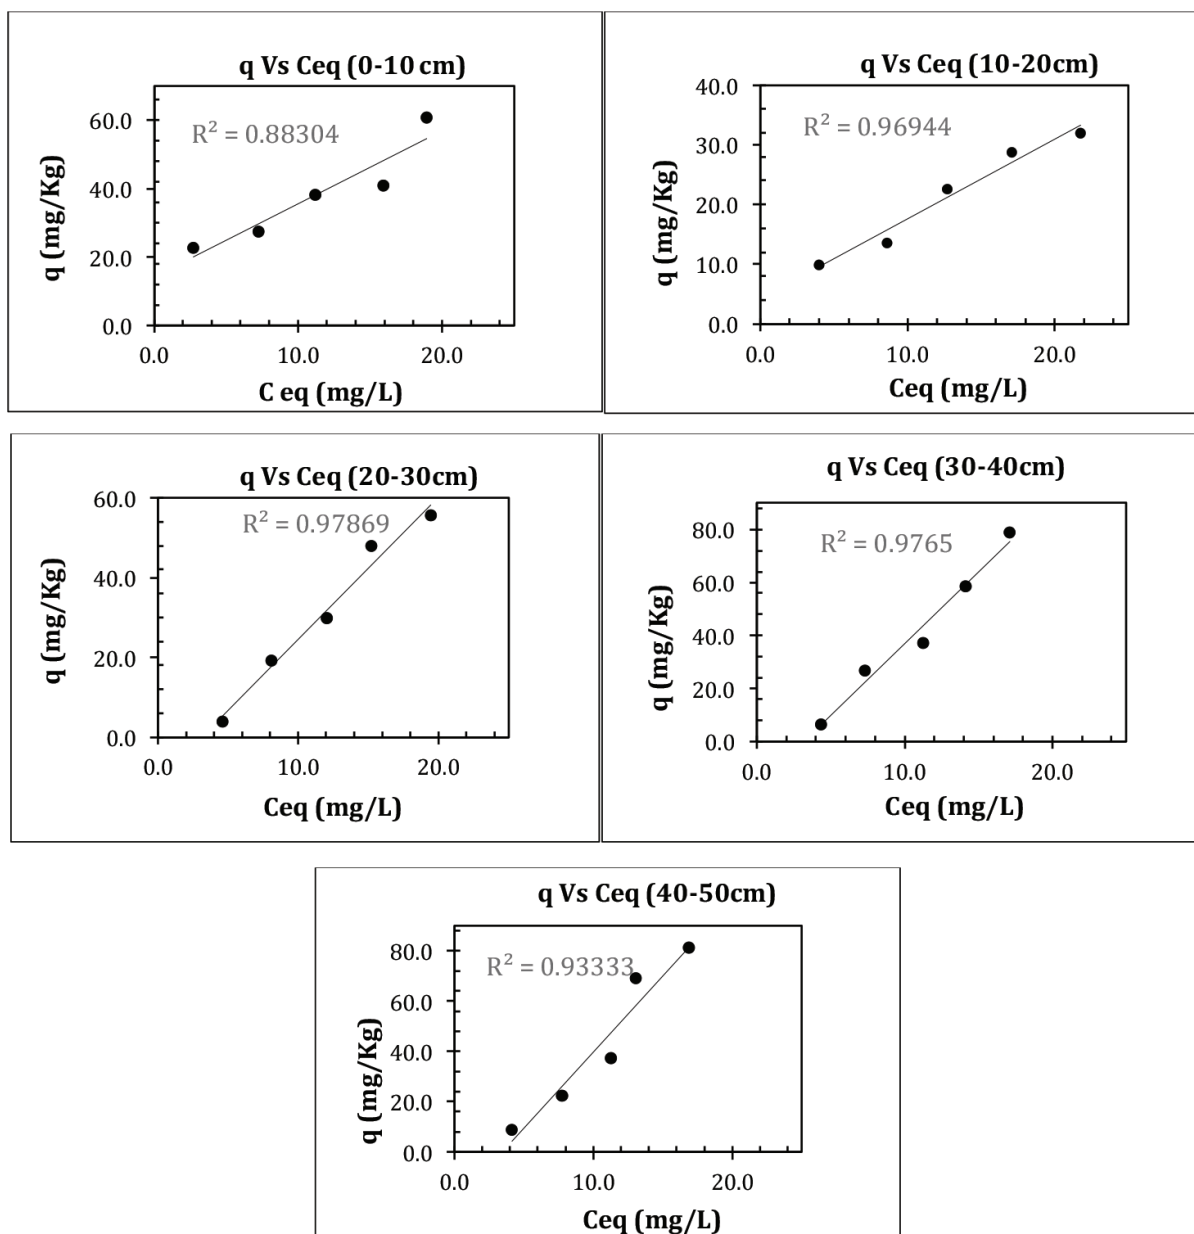 q Vs Ceq (0-10 cm)
R² = 0.88304
60.0
40.0
20.0
0.0
q (mg/Kg)
0.0 10.0 20.0
C eq (mg/L)
q Vs Ceq (10-20cm)
R² = 0.96944
40.0
30.0
20.0
10.0
0.0
q (mg/Kg)
0.0 10.0 20.0
Ceq (mg/L)
q Vs Ceq (20-30cm)
R² = 0.97869
60.0
40.0
20.0
0.0
q (mg/Kg)
0.0 10.0 20.0
Ceq (mg/L)
q Vs Ceq (30-40cm)
R² = 0.9765
80.0
60.0
40.0
20.0
0.0
q (mg/Kg)
0.0 10.0 20.0
Ceq (mg/L)
q Vs Ceq (40-50cm)
R² = 0.93333
80.0
60.0
40.0
20.0
0.0
q (mg/Kg)
0.0 10.0 20.0
Ceq (mg/L)